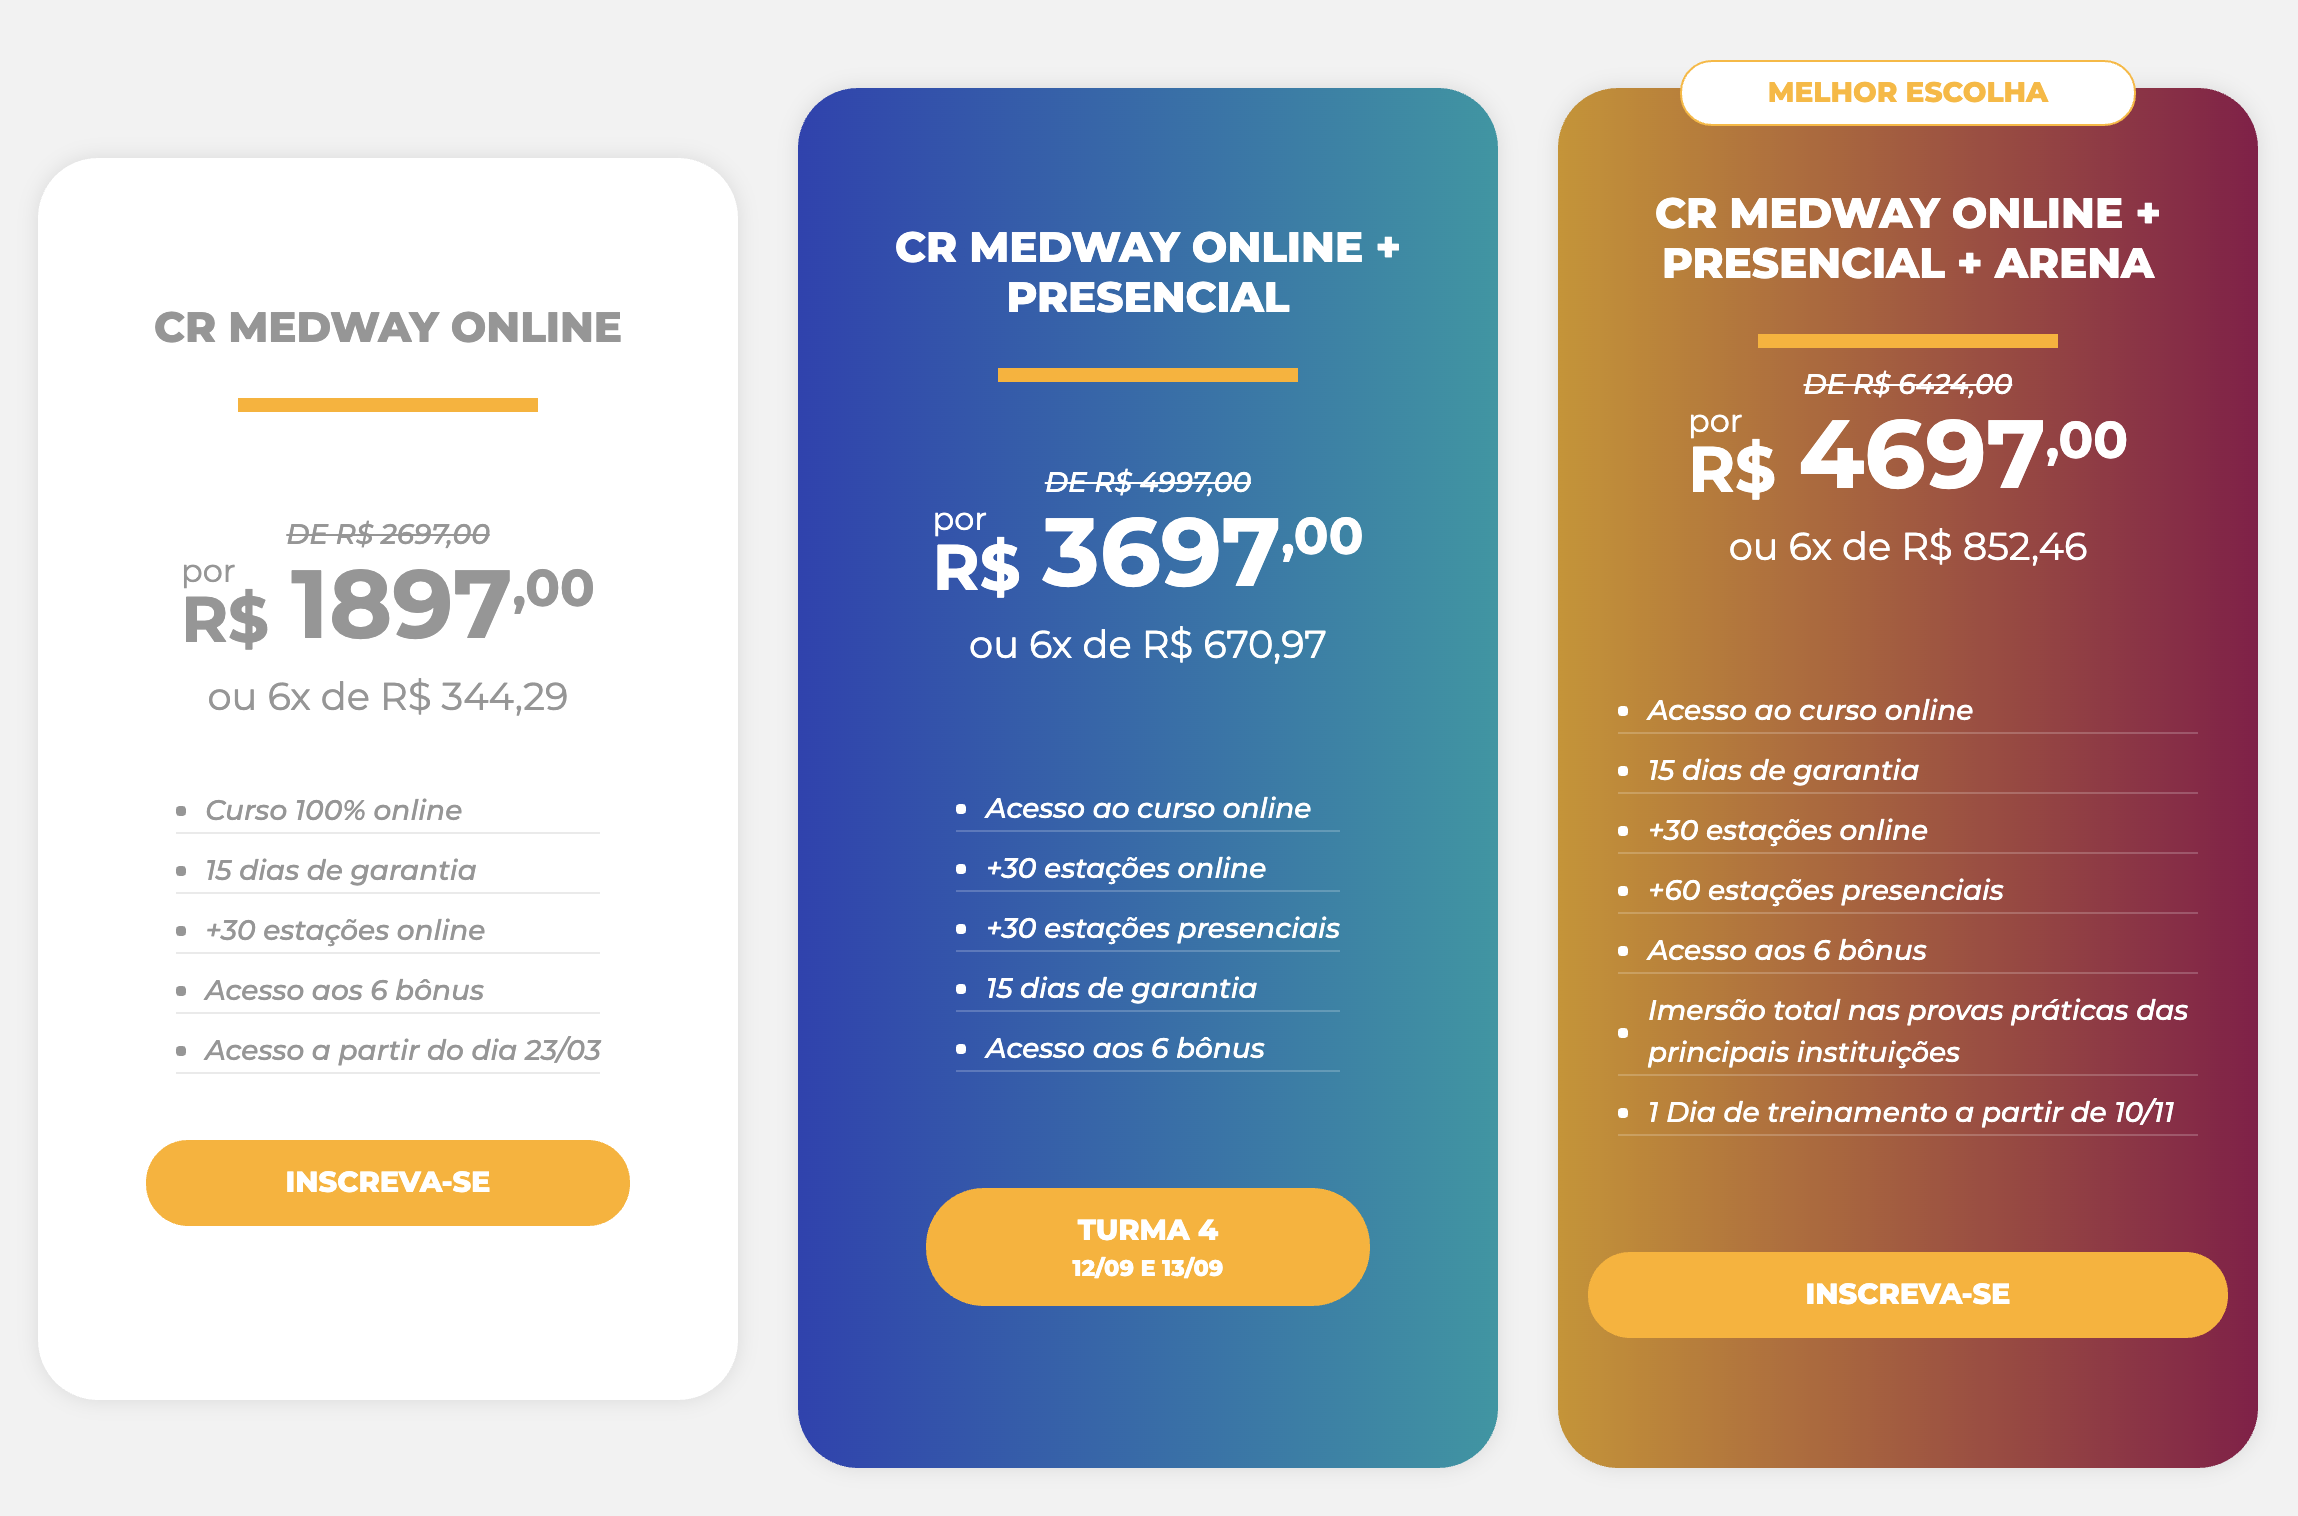 CR MEDWAY ONLINE
DE R$ 2697,00
por
R$ 1897,00
ou 6x de R$ 344,29
Curso 100% online
15 dias de garantia
+30 estações online
Acesso aos 6 bônus
Acesso a partir do dia 23/03
INSCREVA-SE
CR MEDWAY ONLINE +
PRESENCIAL
DE R$ 4997,00
por
R$ 3697,00
ou 6x de R$ 670,97
Acesso ao curso online
+30 estações online
+30 estações presenciais
15 dias de garantia
Acesso aos 6 bônus
TURMA 4
12/09 E 13/09
MELHOR ESCOLHA
CR MEDWAY ONLINE +
PRESENCIAL + ARENA
DE R$ 6424,00
por
R$ 4697,00
ou 6x de R$ 852,46
Acesso ao curso online
15 dias de garantia
+30 estações online
+60 estações presenciais
Acesso aos 6 bônus
Imersão total nas provas práticas das
principais instituições
1 Dia de treinamento a partir de 10/11
INSCREVA-SE